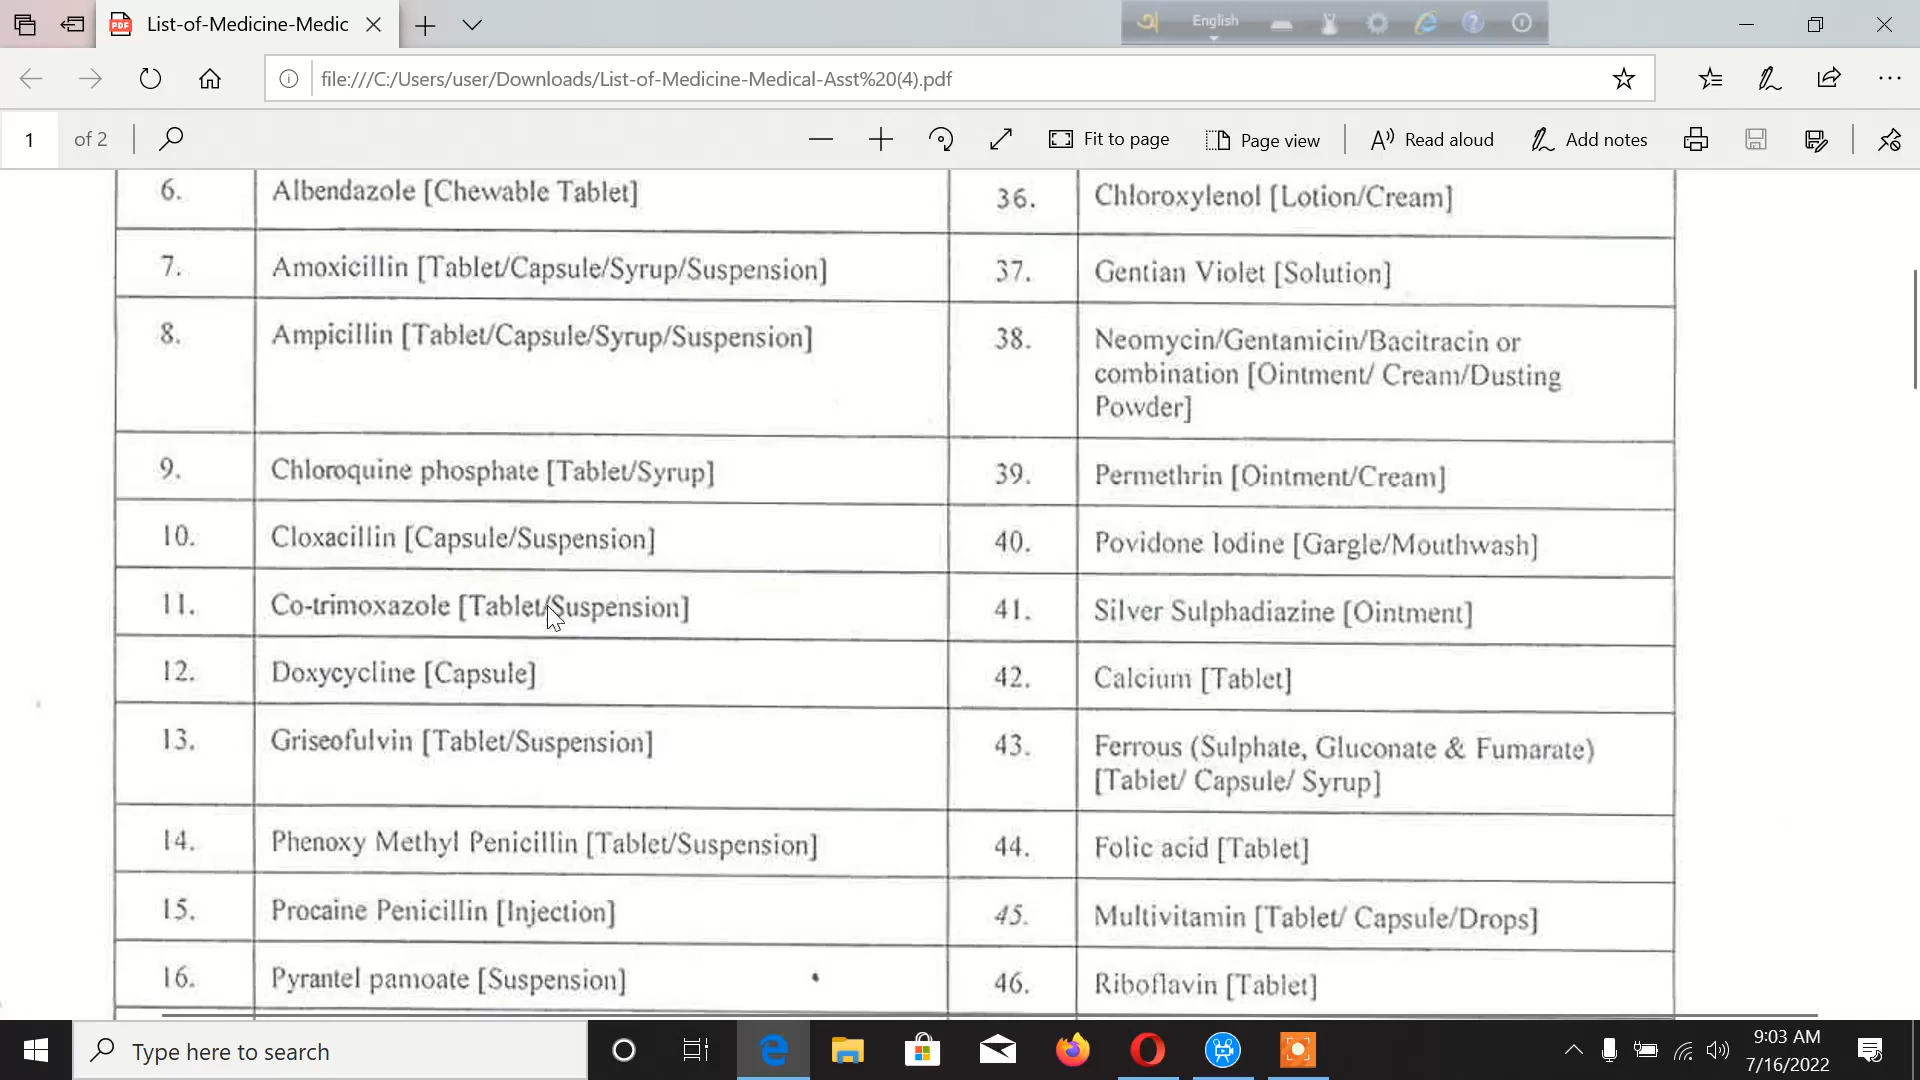 List-of-Medicine-Medic
English
file:///C:/Users/user/Downloads/List-of-Medicine-Medical-Asst%20(4).pdf
1 of 2
Fit to page
Page view
Read aloud
Add notes
6. Albendazole [Chewable Tablet] 36. Chloroxylenol [Lotion/Cream]
7. Amoxicillin [Tablet/Capsule/Syrup/Suspension] 37. Gentian Violet [Solution]
8. Ampicillin [Tablet/Capsule/Syrup/Suspension] 38. Neomycin/Gentamicin/Bacitracin or
combination [Ointment/ Cream/Dusting
Powder]
9. Chloroquine phosphate [Tablet/Syrup] 39. Permethrin [Ointment/Cream]
10. Cloxacillin [Capsule/Suspension] 40. Povidone Iodine [Gargle/Mouthwash]
11. Co-trimoxazole [Tablet/Suspension] 41. Silver Sulphadiazine [Ointment]
12. Doxycycline [Capsule] 42. Calcium [Tablet]
13. Griseofulvin [Tablet/Suspension] 43. Ferrous (Sulphate, Gluconate & Fumarate)
[Tablet/ Capsule/ Syrup]
14. Phenoxy Methyl Penicillin [Tablet/Suspension] 44. Folic acid [Tablet]
15. Procaine Penicillin [Injection] 45. Multivitamin [Tablet/ Capsule/Drops]
16. Pyrantel pamoate [Suspension] 46. Riboflavin [Tablet]
Type here to search
9:03 AM
7/16/2022